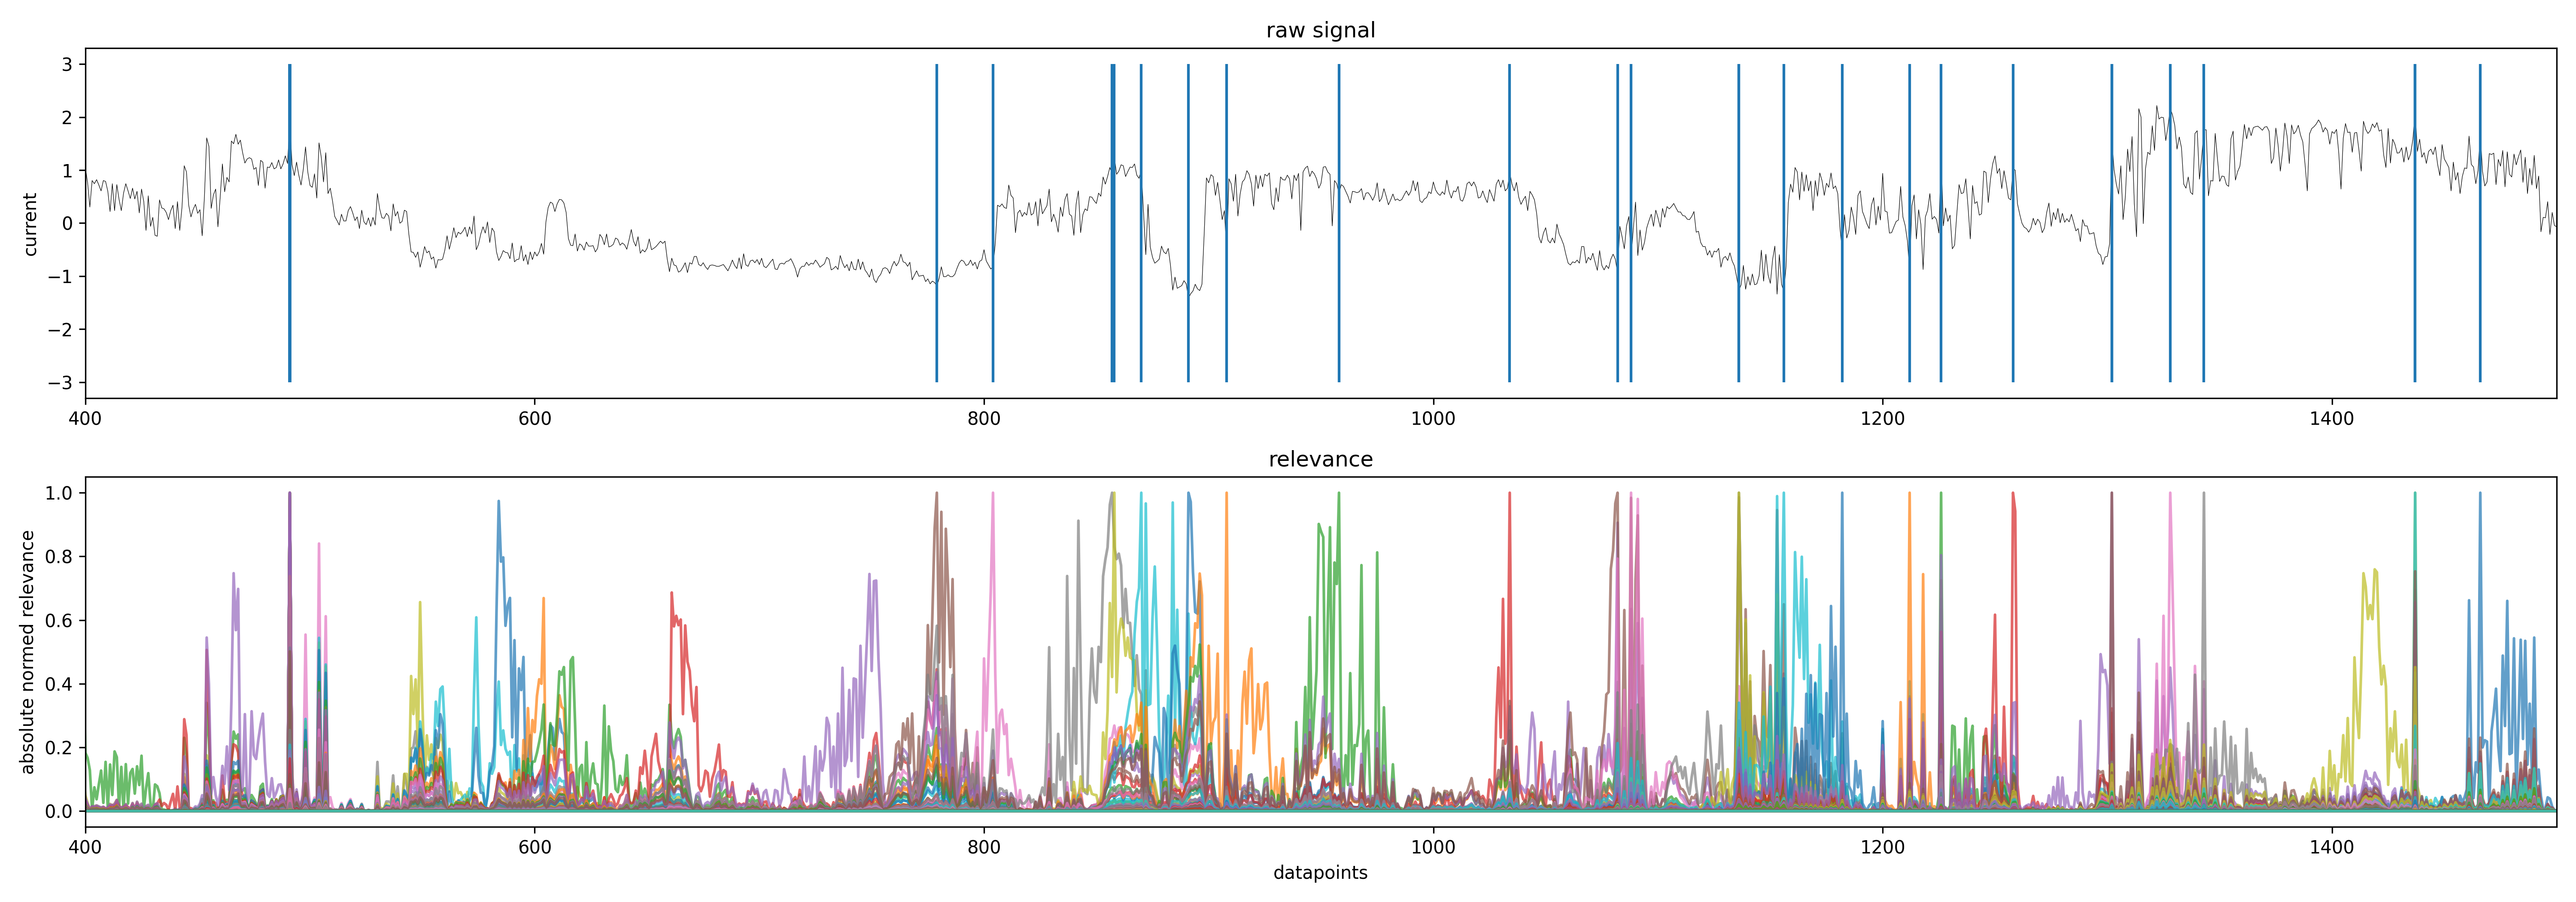 raw signal
current
3
2
1
0
−1
−2
−3
400 600 800 1000 1200 1400
relevance
absolute normed relevance
1.0
0.8
0.6
0.4
0.2
0.0
400 600 800 1000 1200 1400
datapoints